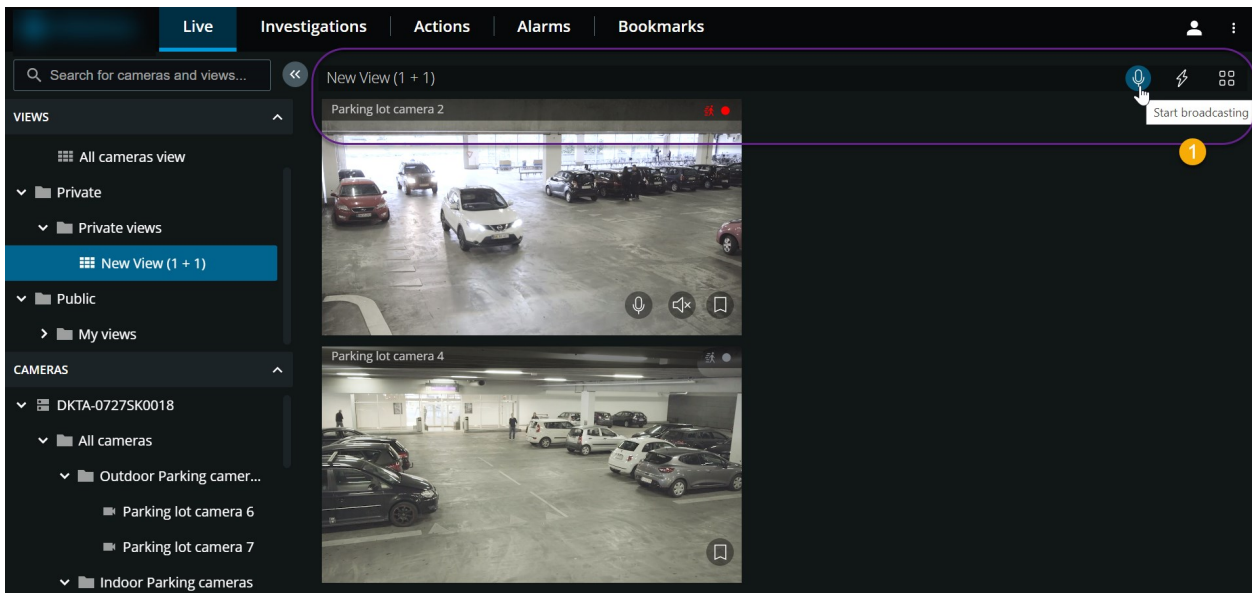 Live
Investigations
Actions
Alarms
Bookmarks
Search for cameras and views...
New View (1 + 1)
Start broadcasting
1
VIEWS
All cameras view
Private
Private views
New View (1 + 1)
Public
My views
CAMERAS
DKTA-0727SK0018
All cameras
Outdoor Parking camer...
Parking lot camera 6
Parking lot camera 7
Indoor Parking cameras
Parking lot camera 2
Parking lot camera 4